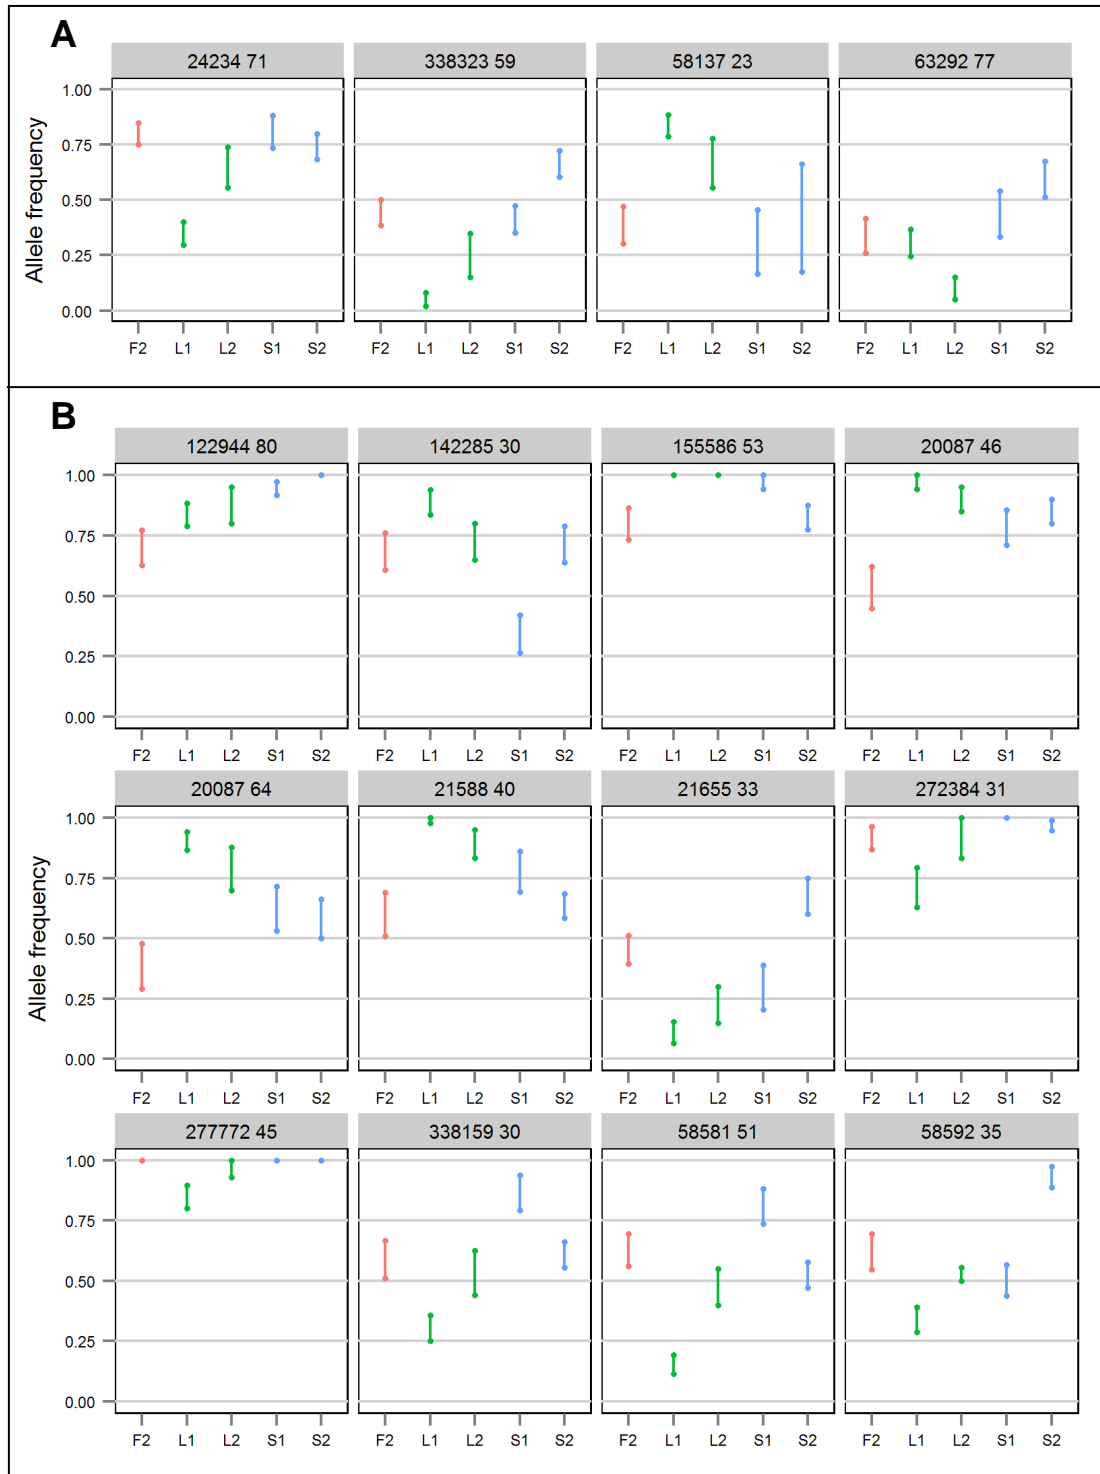 A
24234 71 338323 59 58137 23 63292 77
Allele frequency
1.00
0.75
0.50
0.25
0.00
F2 L1 L2 S1 S2 F2 L1 L2 S1 S2 F2 L1 L2 S1 S2 F2 L1 L2 S1 S2
B
122944 80 142285 30 155586 53 20087 46
1.00
0.75
0.50
0.25
0.00
F2 L1 L2 S1 S2 F2 L1 L2 S1 S2 F2 L1 L2 S1 S2 F2 L1 L2 S1 S2
20087 64 21588 40 21655 33 272384 31
Allele frequency
1.00
0.75
0.50
0.25
0.00
F2 L1 L2 S1 S2 F2 L1 L2 S1 S2 F2 L1 L2 S1 S2 F2 L1 L2 S1 S2
277772 45 338159 30 58581 51 58592 35
1.00
0.75
0.50
0.25
0.00
F2 L1 L2 S1 S2 F2 L1 L2 S1 S2 F2 L1 L2 S1 S2 F2 L1 L2 S1 S2